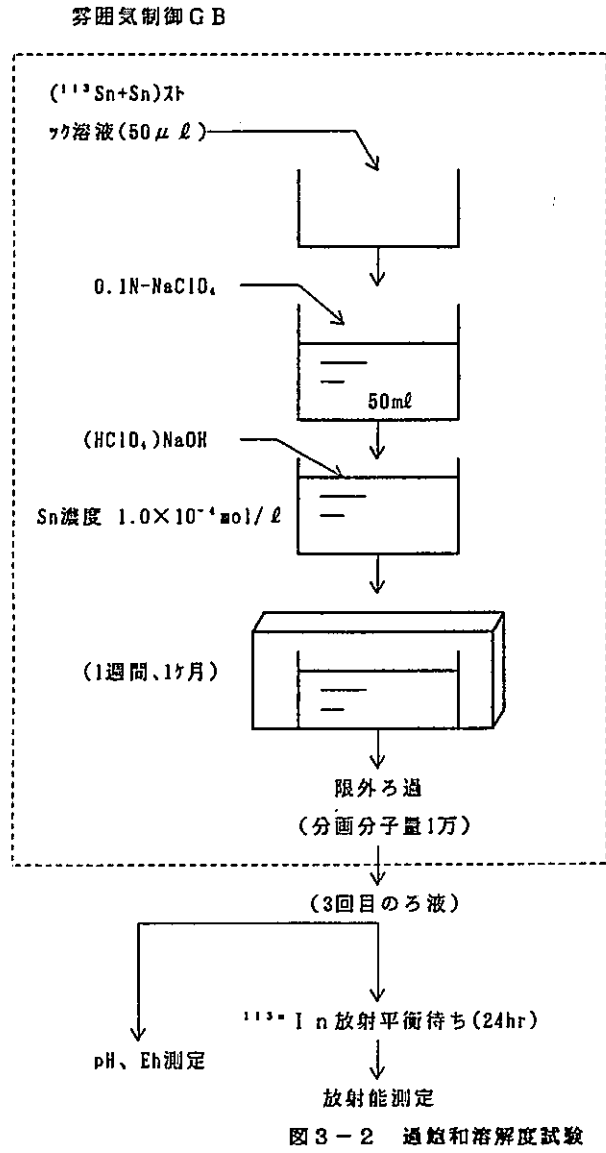 雰囲気制御GB
(¹¹³Sn+Sn)スト
ック溶液(50μℓ)
0.1N-NaClO₄
50mℓ
(HClO₄)NaOH
Sn濃度 1.0×10⁻⁴mol/ℓ
(1週間、1ケ月)
限外ろ過
(分画分子量1万)
(3回目のろ液)
¹¹³ᵐIn放射平衡待ち(24hr)
pH、Eh測定
放射能測定
図3-2 過飽和溶解度試験